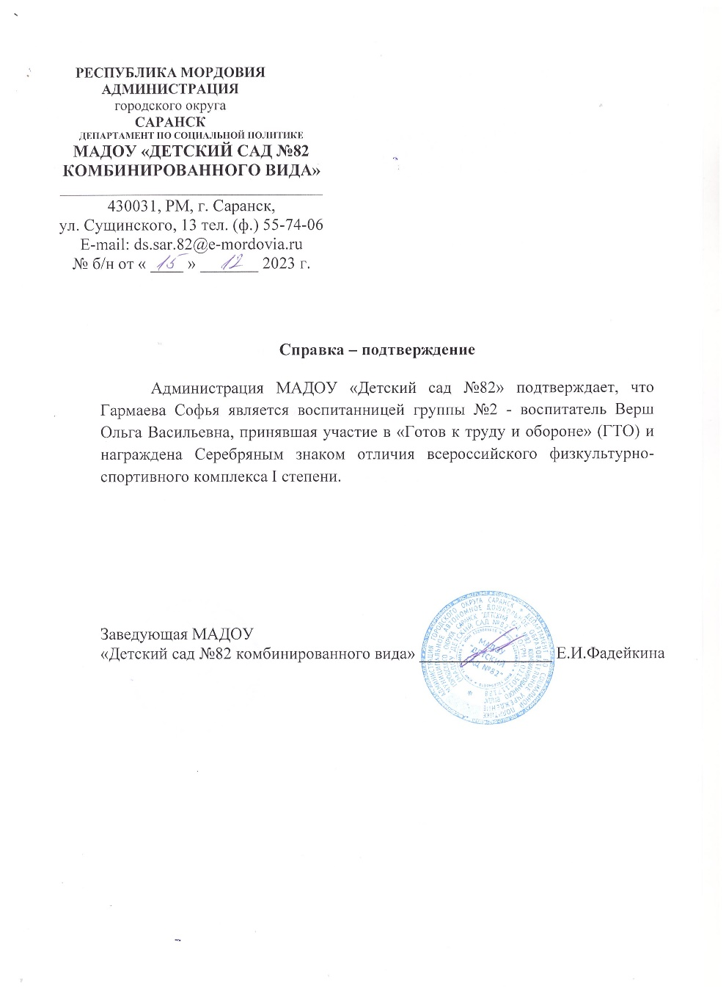 РЕСПУБЛИКА МОРДОВИЯ
АДМИНИСТРАЦИЯ
городского округа
САРАНСК
ДЕПАРТАМЕНТ ПО СОЦИАЛЬНОЙ ПОЛИТИКЕ
МАДОУ «ДЕТСКИЙ САД №82
КОМБИНИРОВАННОГО ВИДА»
430031, РМ, г. Саранск,
ул. Сущинского, 13 тел. (ф.) 55-74-06
E-mail: ds.sar.82@e-mordovia.ru
№ б/н от « 15 » 12 2023 г.
Справка – подтверждение
Администрация МАДОУ «Детский сад №82» подтверждает, что
Гармаева Софья является воспитанницей группы №2 - воспитатель Верш
Ольга Васильевна, принявшая участие в «Готов к труду и обороне» (ГТО) и
награждена Серебряным знаком отличия всероссийского физкультурно-
спортивного комплекса I степени.
Заведующая МАДОУ
«Детский сад №82 комбинированного вида» Е.И.Фадейкина
МАДОУ
"ДЕТСКИЙ
САД №82"